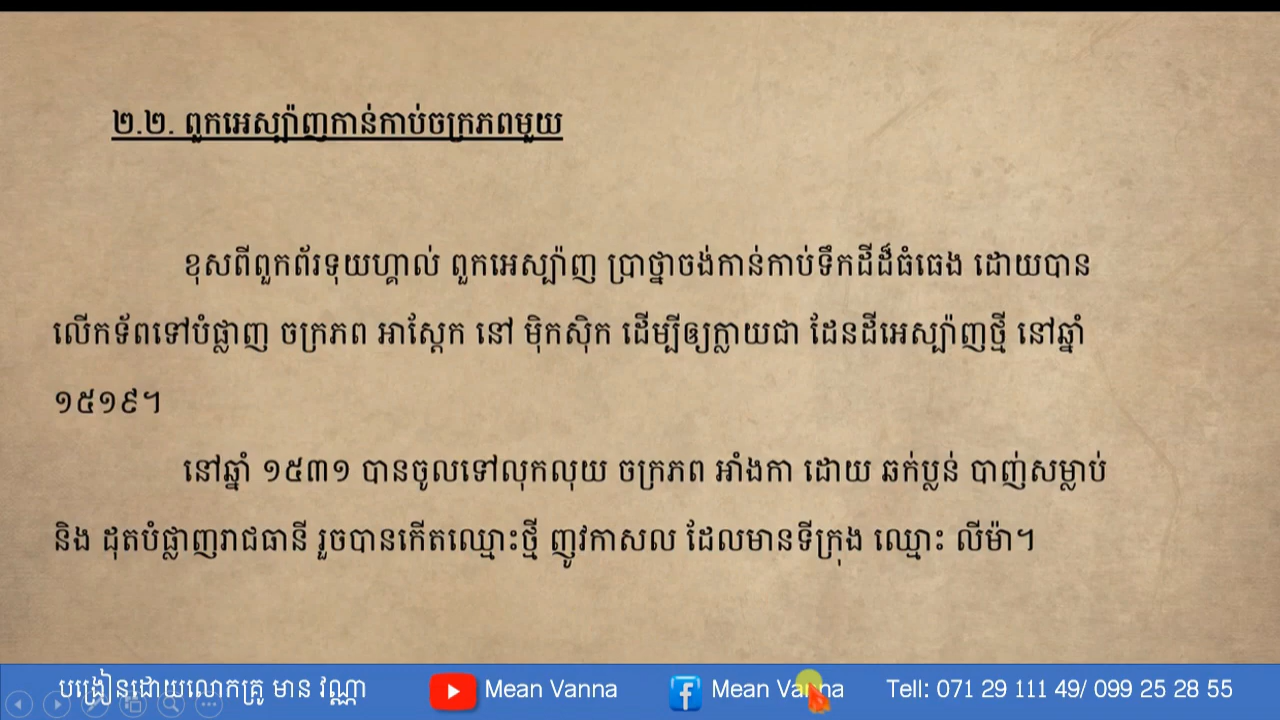 ២.២. ពួកអេស្ប៉ាញកាន់កាប់ចក្រភពមួយ
ខុសពីពួកព័រទុយហ្គាល់ ពួកអេស្ប៉ាញ ប្រាថ្នាចង់កាន់កាប់ទឹកដីដ៏ធំធេង ដោយបាន
លើកទ័ពទៅបំផ្លាញ ចក្រភព អាស្តែក នៅ ម៉ិកស៊ិក ដើម្បីឲ្យក្លាយជា ដែនដីអេស្ប៉ាញថ្មី នៅឆ្នាំ
១៥១៩។
នៅឆ្នាំ ១៥៣១ បានចូលទៅលុកលុយ ចក្រភព អាំងកា ដោយ ឆក់ប្លន់ បាញ់សម្លាប់
និង ដុតបំផ្លាញរាជធានី រួចបានកើតឈ្មោះថ្មី ញូវកាសល ដែលមានទីក្រុង ឈ្មោះ លីម៉ា។
បង្រៀនដោយលោកគ្រូ មាន វណ្ណា Mean Vanna Mean Vanna Tell: 071 29 111 49/ 099 25 28 55